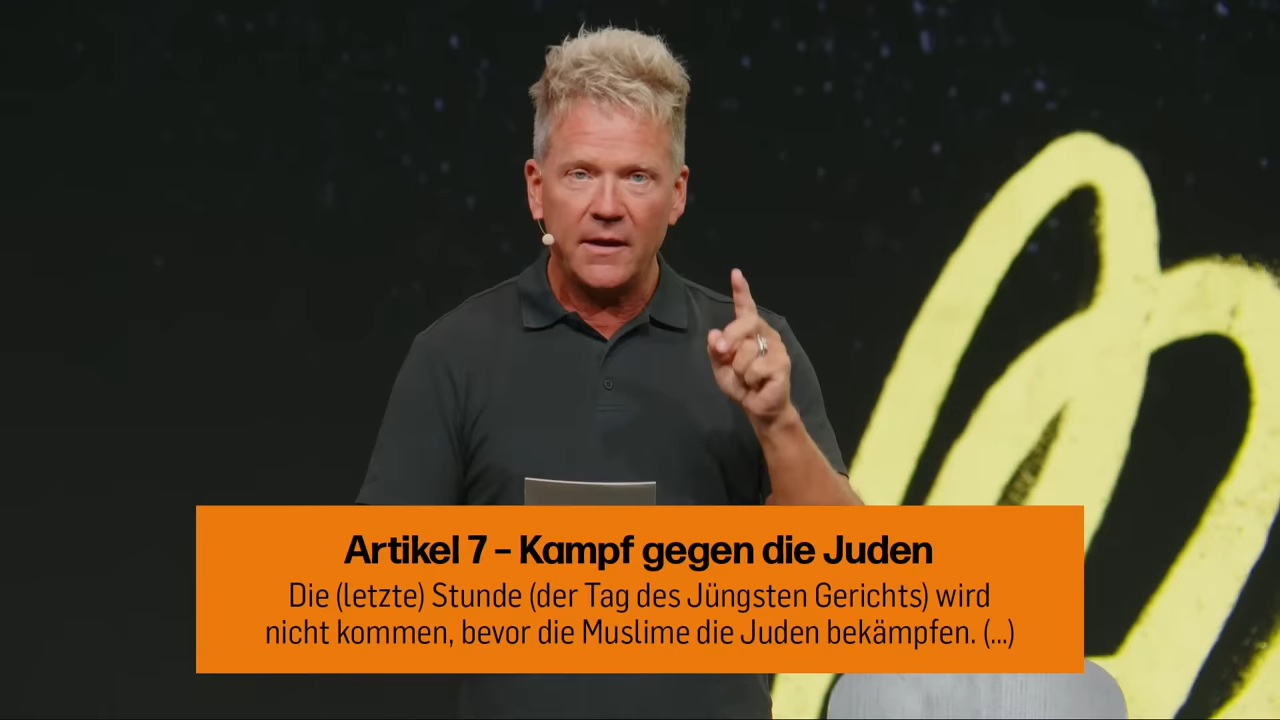 Artikel 7 – Kampf gegen die Juden
Die (letzte) Stunde (der Tag des Jüngsten Gerichts) wird
nicht kommen, bevor die Muslime die Juden bekämpfen. (...)